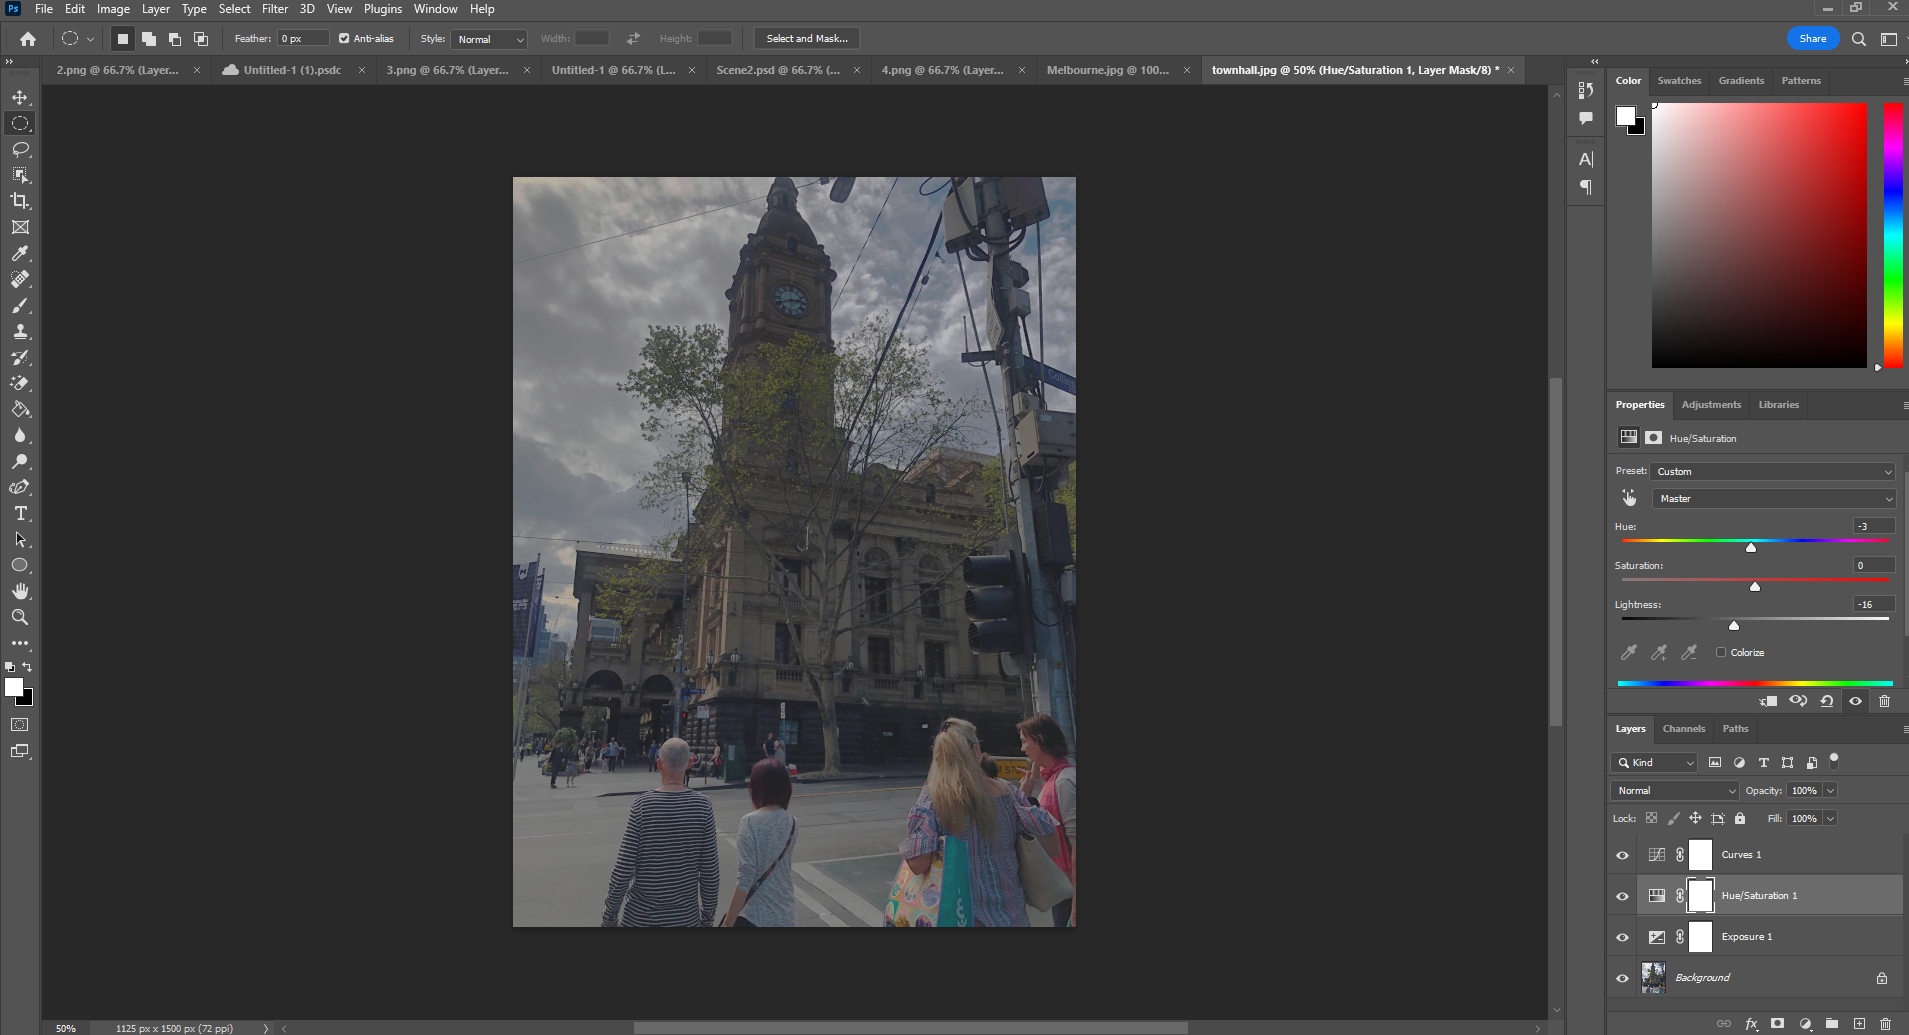 Ps File Edit Image Layer Type Select Filter 3D View Plugins Window Help
Feather: 0 px Anti-alias Style: Normal Width: Height: Select and Mask... Share
2.png @ 66.7% (Layer... × Untitled-1 (1).psdc × 3.png @ 66.7% (Layer... × Untitled-1 @ 66.7% (L... × Scene2.psd @ 66.7% (... × 4.png @ 66.7% (Layer... × Melbourne.jpg @ 100... × townhall.jpg @ 50% (Hue/Saturation 1, Layer Mask/8) * ×
Color Swatches Gradients Patterns
Properties Adjustments Libraries
Hue/Saturation
Preset: Custom
Master
Hue: -3
Saturation: 0
Lightness: -16
Colorize
Layers Channels Paths
Kind
Normal Opacity: 100%
Lock: Fill: 100%
Curves 1
Hue/Saturation 1
Exposure 1
Background
50% 1125 px x 1500 px (72 ppi)